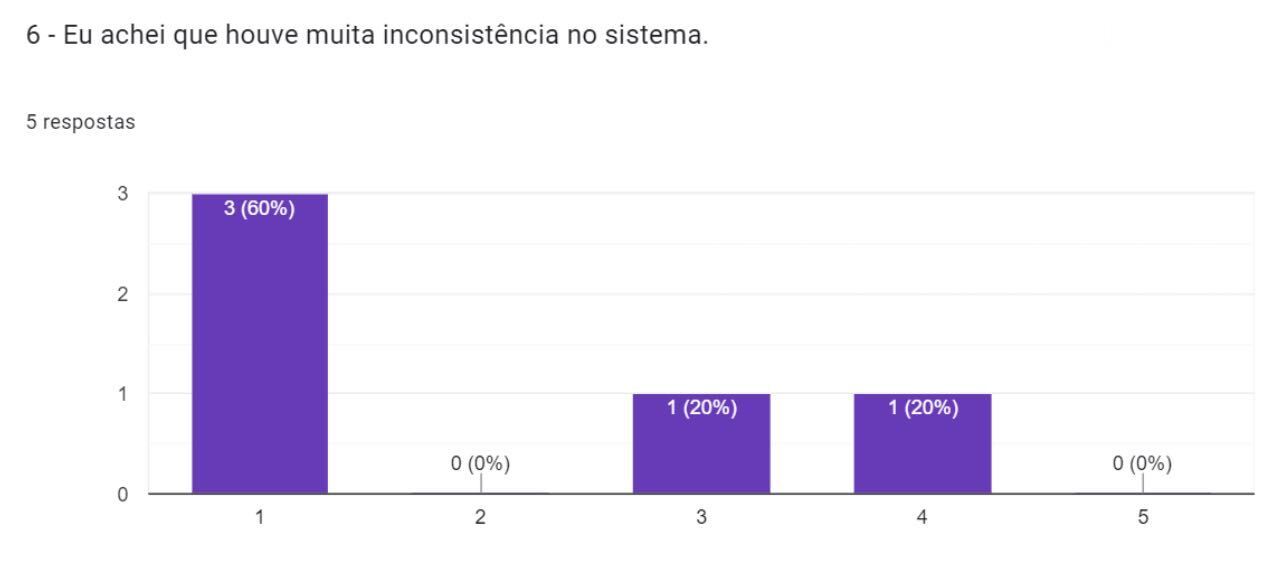 6 - Eu achei que houve muita inconsistência no sistema.
5 respostas
3
3 (60%)
2
1
1 (20%) 1 (20%)
0 (0%) 0 (0%)
0
1 2 3 4 5